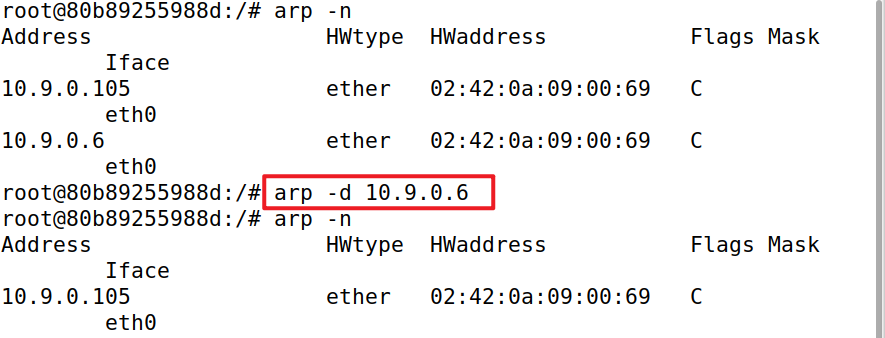 root@80b89255988d:/# arp -n
Address                  HWtype  HWaddress           Flags Mask
        Iface
10.9.0.105               ether   02:42:0a:09:00:69   C
        eth0
10.9.0.6                 ether   02:42:0a:09:00:69   C
        eth0
root@80b89255988d:/# arp -d 10.9.0.6
root@80b89255988d:/# arp -n
Address                  HWtype  HWaddress           Flags Mask
        Iface
10.9.0.105               ether   02:42:0a:09:00:69   C
        eth0